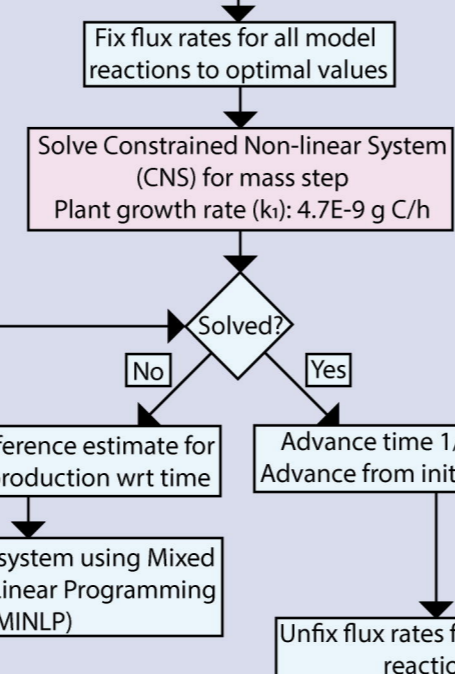 Fix flux rates for all model
reactions to optimal values
Solve Constrained Non-linear System
(CNS) for mass step
Plant growth rate (k₁): 4.7E-9 g C/h
Solved?
No
Yes
ference estimate for
roduction wrt time
Advance time 1/
Advance from init
system using Mixed
Linear Programming
MINLP)
Unfix flux rates f
reactio